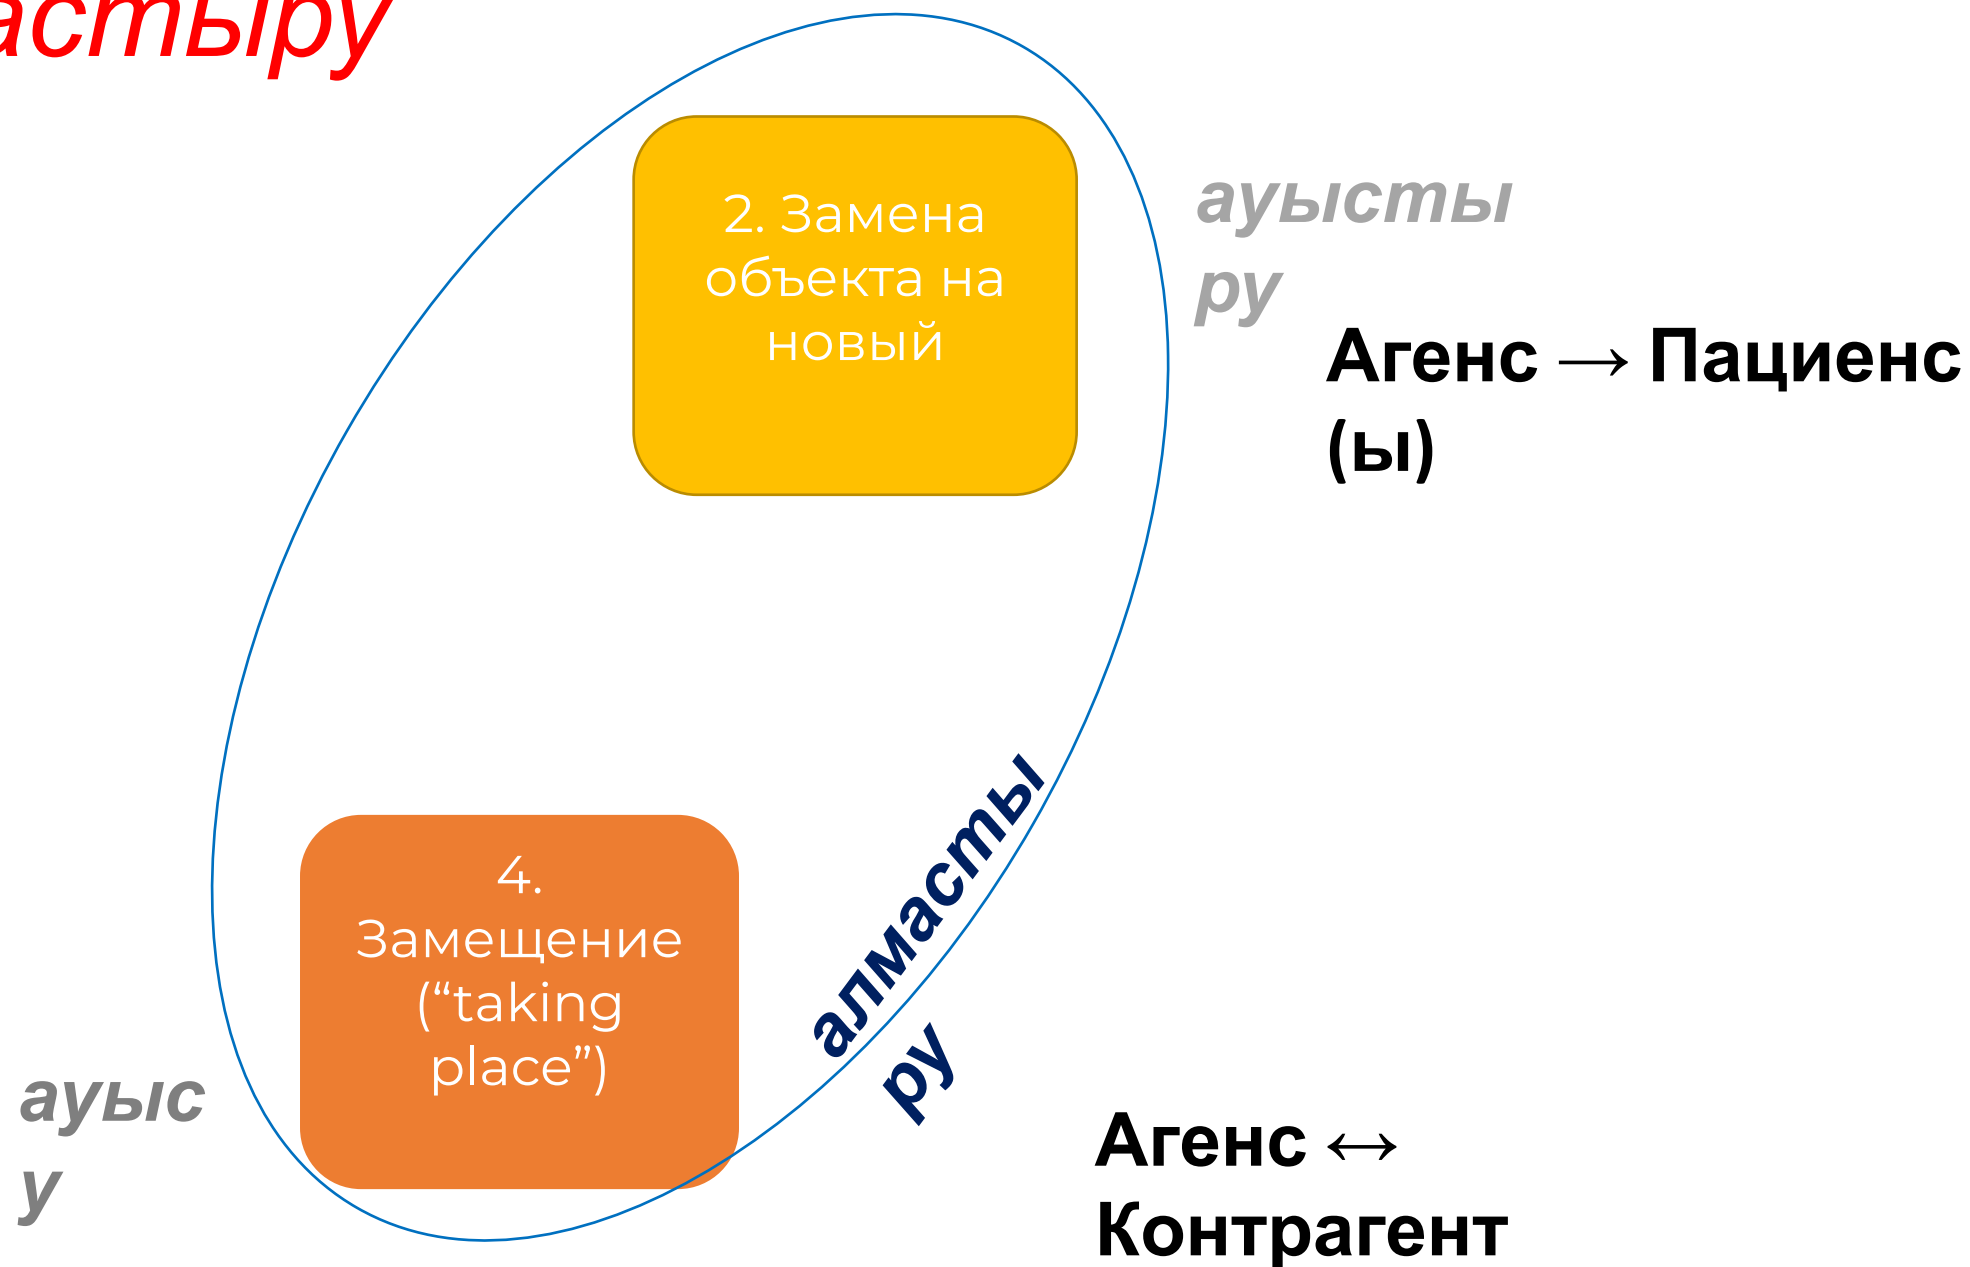 астыру
2. Замена
объекта на
новый
ауысты
ру
Агенс → Пациенс
(ы)
4.
Замещение
(“taking
place”)
алмасты
ру
ауыс
у
Агенс ↔
Контрагент